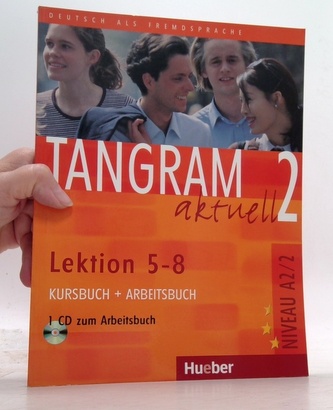 DEUTSCH ALS FREMDSPRACHE
TANGRAM
aktuell 2
Lektion 5-8
KURSBUCH + ARBEITSBUCH
1 CD zum Arbeitsbuch
NIVEAU A2/2
Hueber